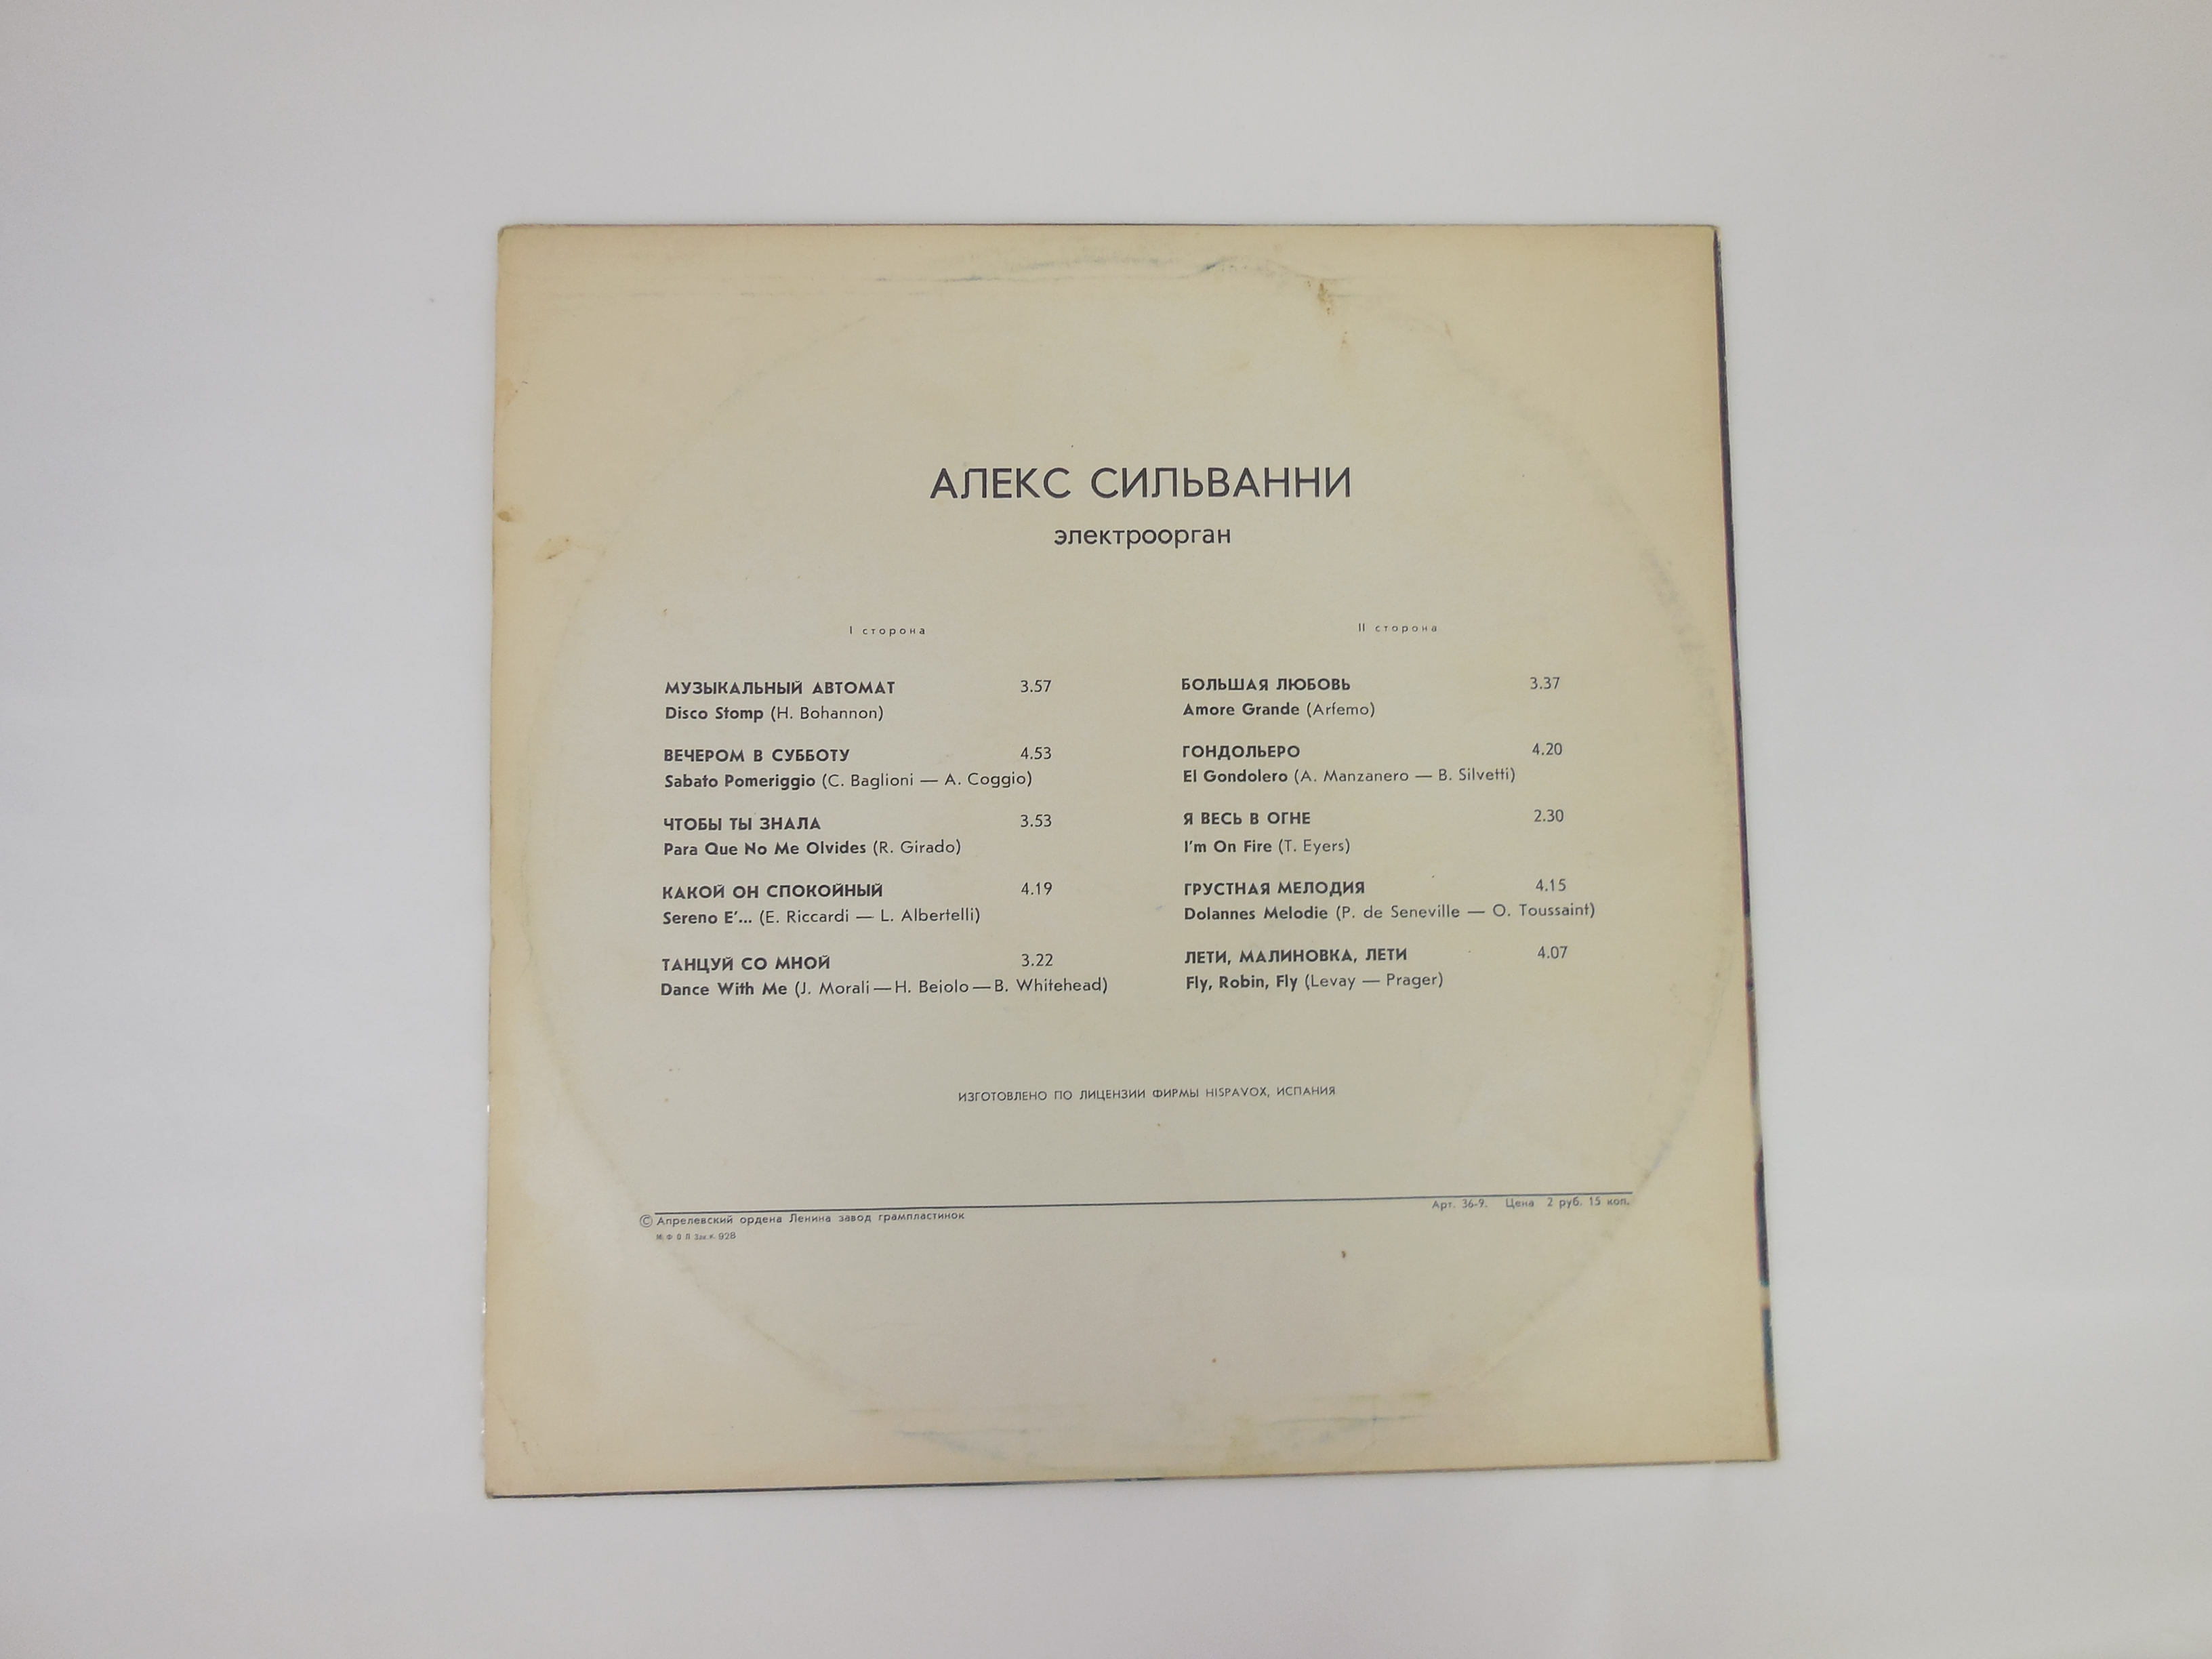 АЛЕКС СИЛЬВАННИ
электроорган
I сторона
МУЗЫКАЛЬНЫЙ АВТОМАТ 3.57
Disco Stomp (H. Bohannon)
ВЕЧЕРОМ В СУББОТУ 4.53
Sabato Pomeriggio (C. Baglioni — A. Coggio)
ЧТОБЫ ТЫ ЗНАЛА 3.53
Para Que No Me Olvides (R. Girado)
КАКОЙ ОН СПОКОЙНЫЙ 4.19
Sereno E'... (E. Riccardi — L. Albertelli)
ТАНЦУЙ СО МНОЙ 3.22
Dance With Me (J. Morali — H. Beiolo — B. Whitehead)
II сторона
БОЛЬШАЯ ЛЮБОВЬ 3.37
Amore Grande (Arfemo)
ГОНДОЛЬЕРО 4.20
El Gondolero (A. Manzanero — B. Silvetti)
Я ВЕСЬ В ОГНЕ 2.30
I'm On Fire (T. Eyers)
ГРУСТНАЯ МЕЛОДИЯ 4.15
Dolannes Melodie (P. de Seneville — O. Toussaint)
ЛЕТИ, МАЛИНОВКА, ЛЕТИ 4.07
Fly, Robin, Fly (Levay — Prager)
ИЗГОТОВЛЕНО ПО ЛИЦЕНЗИИ ФИРМЫ HISPAVOX, ИСПАНИЯ
Арт. 36-9. Цена 2 руб. 15 коп.
© Апрелевский ордена Ленина завод грампластинок
М Ф О П Зак. 928